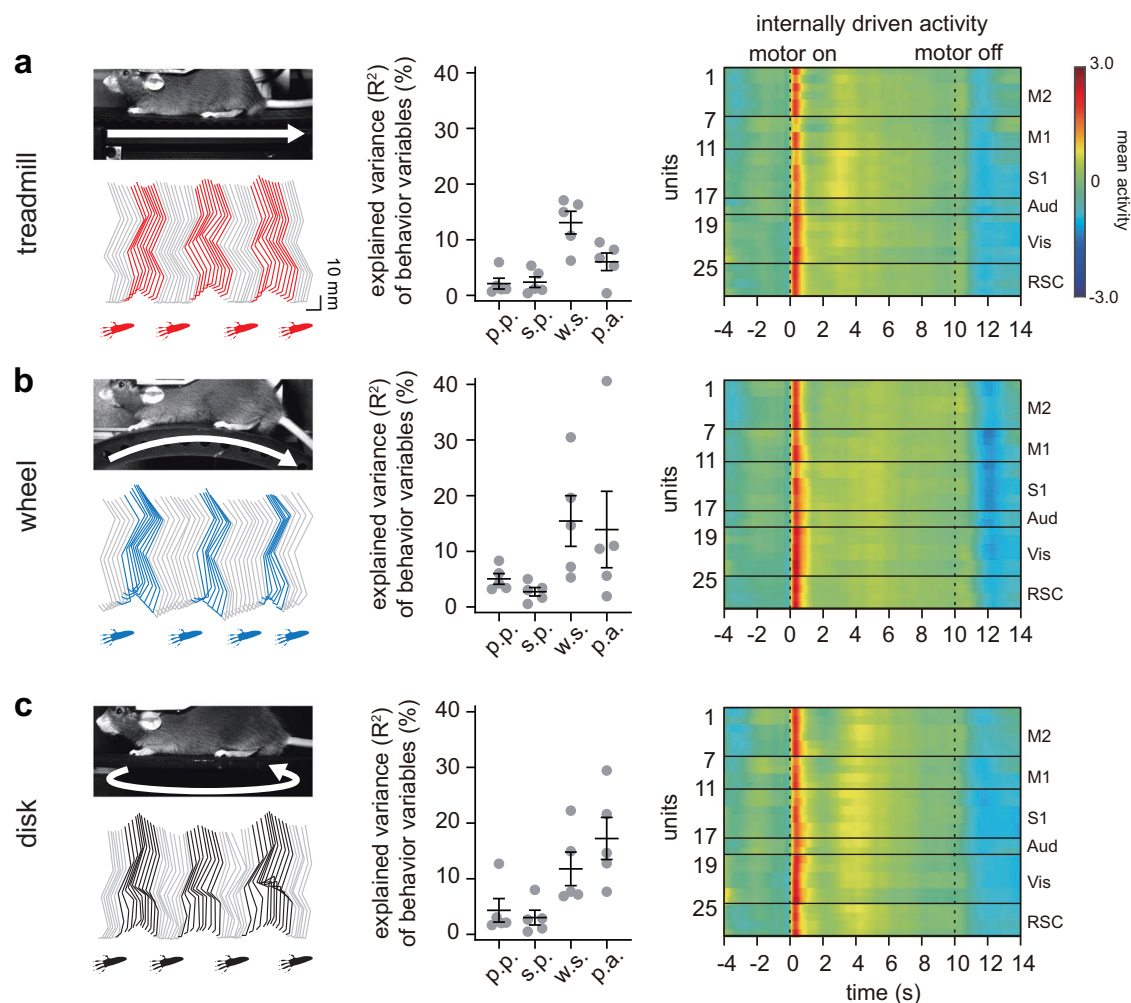 internally driven activity
a
motor on
motor off
treadmill
10 mm
explained variance (R²)
of behavior variables (%)
40
30
20
10
0
p.p.
s.p.
w.s.
p.a.
units
1
7
11
17
19
25
M2
M1
S1
Aud
Vis
RSC
-4 -2 0 2 4 6 8 10 12 14
3.0
0
-3.0
mean activity
b
wheel
explained variance (R²)
of behavior variables (%)
40
30
20
10
0
p.p.
s.p.
w.s.
p.a.
units
1
7
11
17
19
25
M2
M1
S1
Aud
Vis
RSC
-4 -2 0 2 4 6 8 10 12 14
c
disk
explained variance (R²)
of behavior variables (%)
40
30
20
10
0
p.p.
s.p.
w.s.
p.a.
units
1
7
11
17
19
25
M2
M1
S1
Aud
Vis
RSC
-4 -2 0 2 4 6 8 10 12 14
time (s)